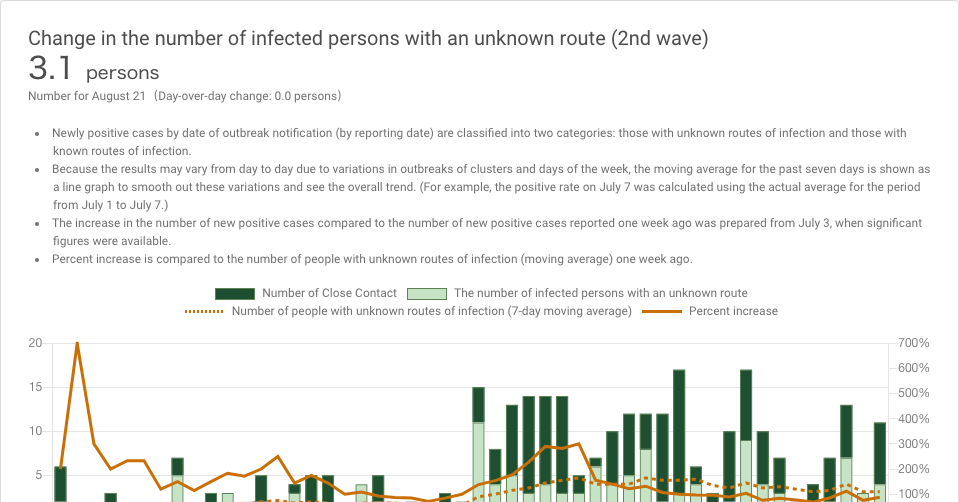 Change in the number of infected persons with an unknown route (2nd wave)
3.1 persons
Number for August 21 (Day-over-day change: 0.0 persons)
Newly positive cases by date of outbreak notification (by reporting date) are classified into two categories: those with unknown routes of infection and those with
known routes of infection.
Because the results may vary from day to day due to variations in outbreaks of clusters and days of the week, the moving average for the past seven days is shown as
a line graph to smooth out these variations and see the overall trend. (For example, the positive rate on July 7 was calculated using the actual average for the period
from July 1 to July 7.)
The increase in the number of new positive cases compared to the number of new positive cases reported one week ago was prepared from July 3, when significant
figures were available.
Percent increase is compared to the number of people with unknown routes of infection (moving average) one week ago.
Number of Close Contact The number of infected persons with an unknown route
Number of people with unknown routes of infection (7-day moving average) Percent increase
20 700%
600%
15 500%
400%
10 300%
200%
5 100%